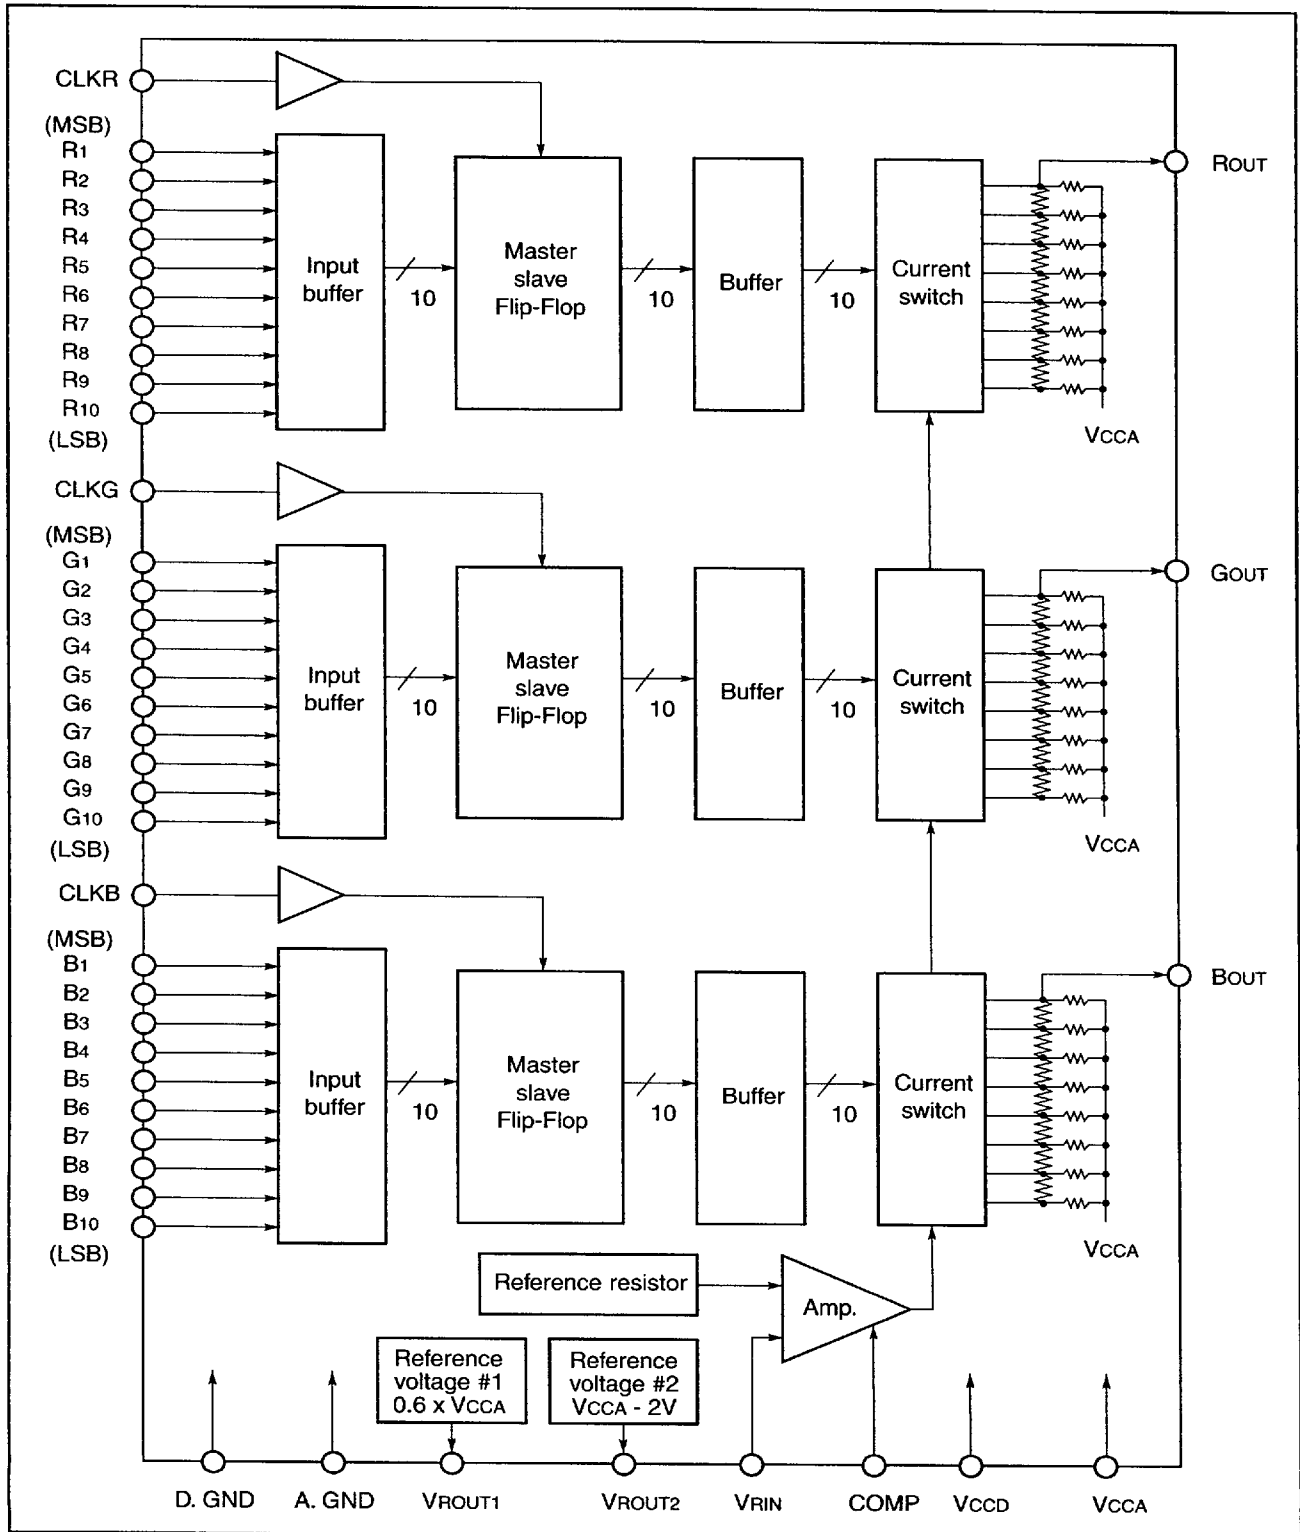 CLKR
(MSB)
R1
R2
R3
R4
R5
R6
R7
R8
R9
R10
(LSB)
Input
buffer
10
Master
slave
Flip-Flop
10
Buffer
10
Current
switch
ROUT
VCCA
CLKG
(MSB)
G1
G2
G3
G4
G5
G6
G7
G8
G9
G10
(LSB)
Input
buffer
10
Master
slave
Flip-Flop
10
Buffer
10
Current
switch
GOUT
VCCA
CLKB
(MSB)
B1
B2
B3
B4
B5
B6
B7
B8
B9
B10
(LSB)
Input
buffer
10
Master
slave
Flip-Flop
10
Buffer
10
Current
switch
BOUT
VCCA
Reference resistor
Amp.
Reference
voltage #1
0.6 x VCCA
Reference
voltage #2
VCCA - 2V
D. GND
A. GND
VROUT1
VROUT2
VRIN
COMP
VCCD
VCCA